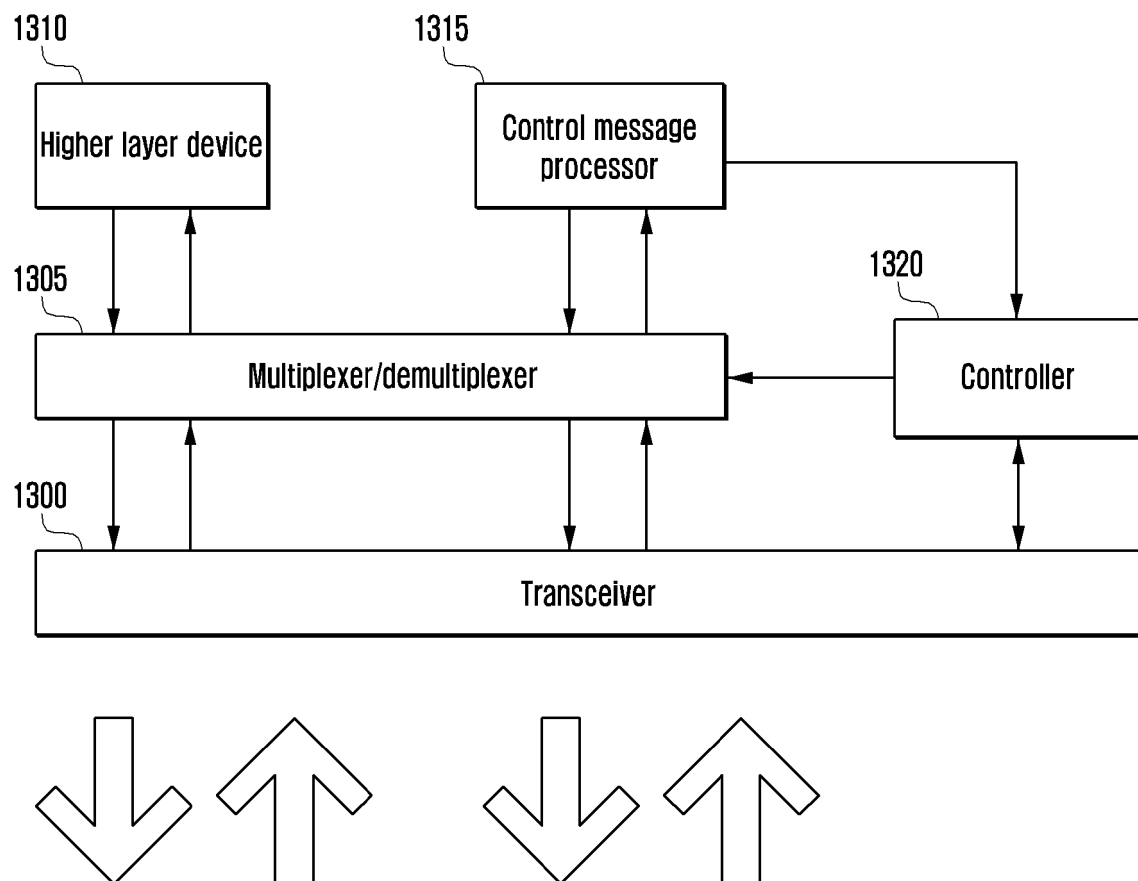 1310
1315
Higher layer device
Control message
processor
1305
1320
Multiplexer/demultiplexer
Controller
1300
Transceiver